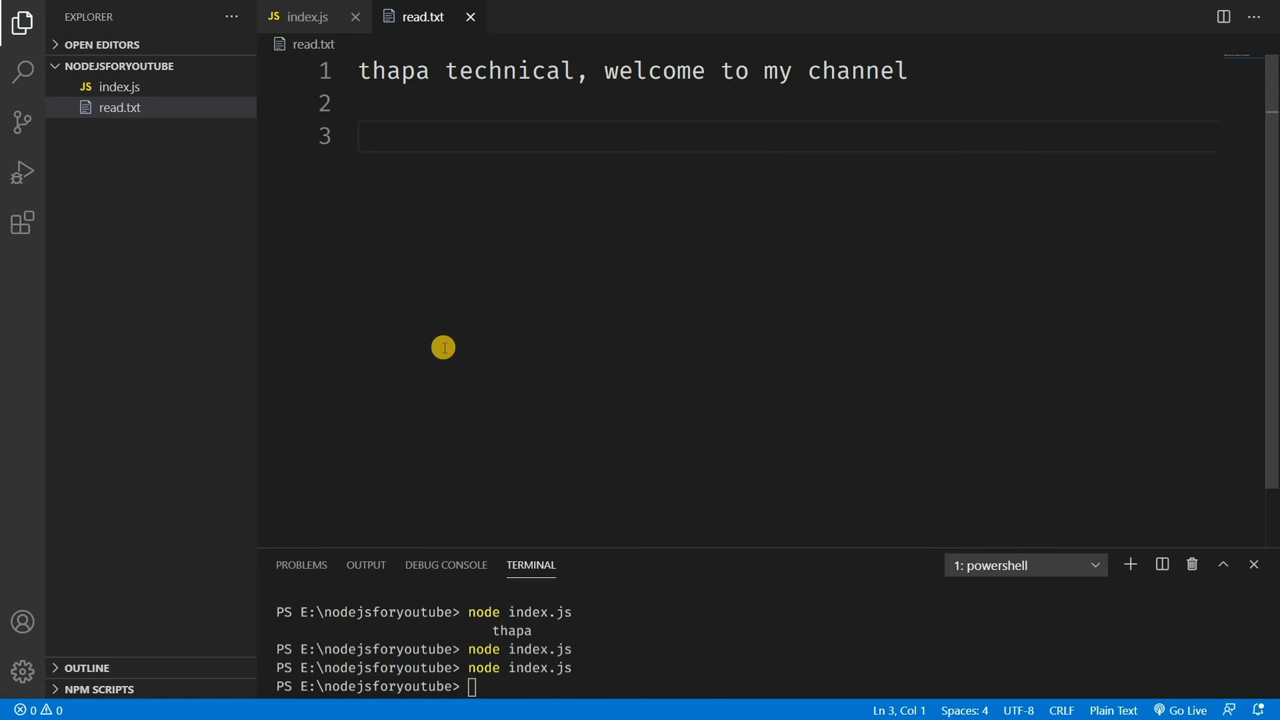 EXPLORER
OPEN EDITORS
NODEJSFORYOUTUBE
JS index.js
read.txt
OUTLINE
NPM SCRIPTS
JS index.js
read.txt
read.txt
1 thapa technical, welcome to my channel
2
3
PROBLEMS OUTPUT DEBUG CONSOLE TERMINAL
1: powershell
PS E:\nodejsforyoutube> node index.js
thapa
PS E:\nodejsforyoutube> node index.js
PS E:\nodejsforyoutube> node index.js
PS E:\nodejsforyoutube>
0 0 Ln 3, Col 1 Spaces: 4 UTF-8 CRLF Plain Text Go Live